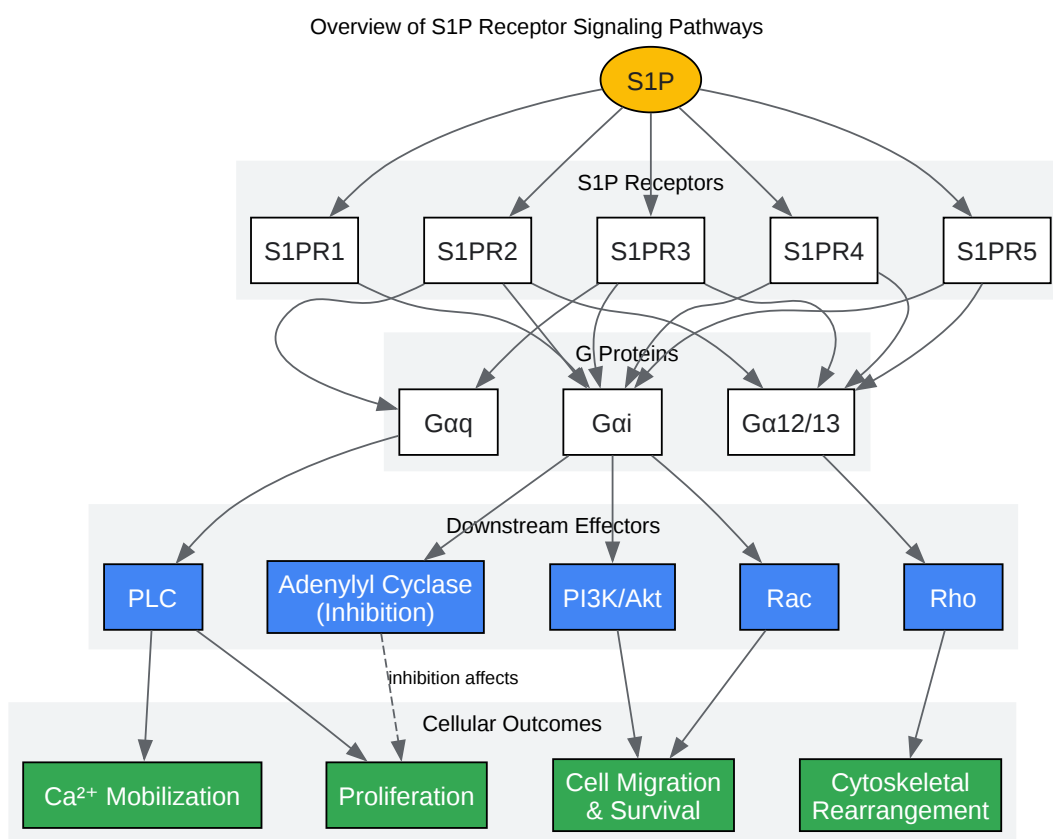 Overview of S1P Receptor Signaling Pathways
S1P
S1P Receptors
S1PR1
S1PR2
S1PR3
S1PR4
S1PR5
G Proteins
Gαq
Gαi
Gα12/13
Downstream Effectors
PLC
Adenylyl Cyclase
(Inhibition)
PI3K/Akt
Rac
Rho
inhibition affects
Cellular Outcomes
Ca²⁺ Mobilization
Proliferation
Cell Migration
& Survival
Cytoskeletal
Rearrangement